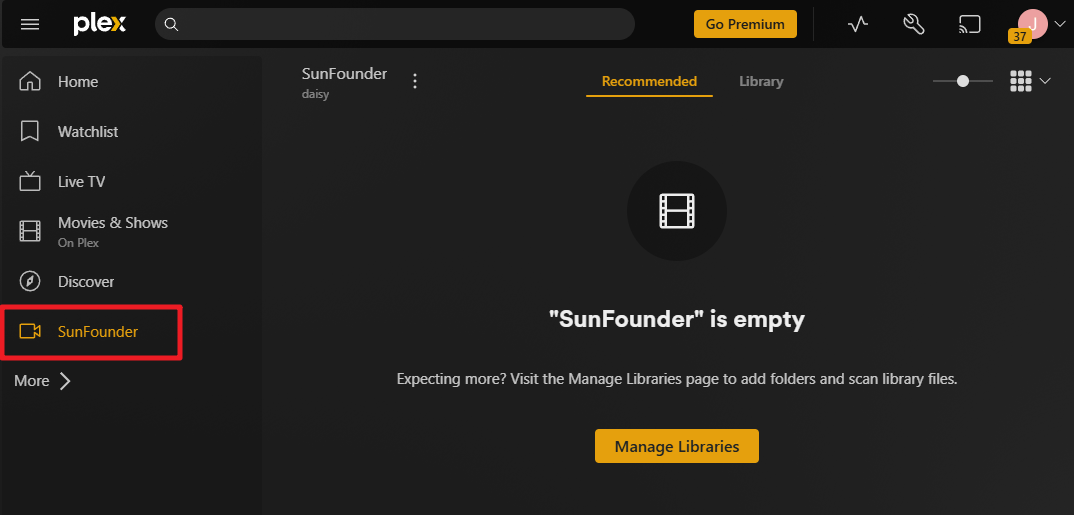 plex
Go Premium
J
37
Home
Watchlist
Live TV
Movies & Shows
On Plex
Discover
SunFounder
More
SunFounder
daisy
Recommended
Library
"SunFounder" is empty
Expecting more? Visit the Manage Libraries page to add folders and scan library files.
Manage Libraries